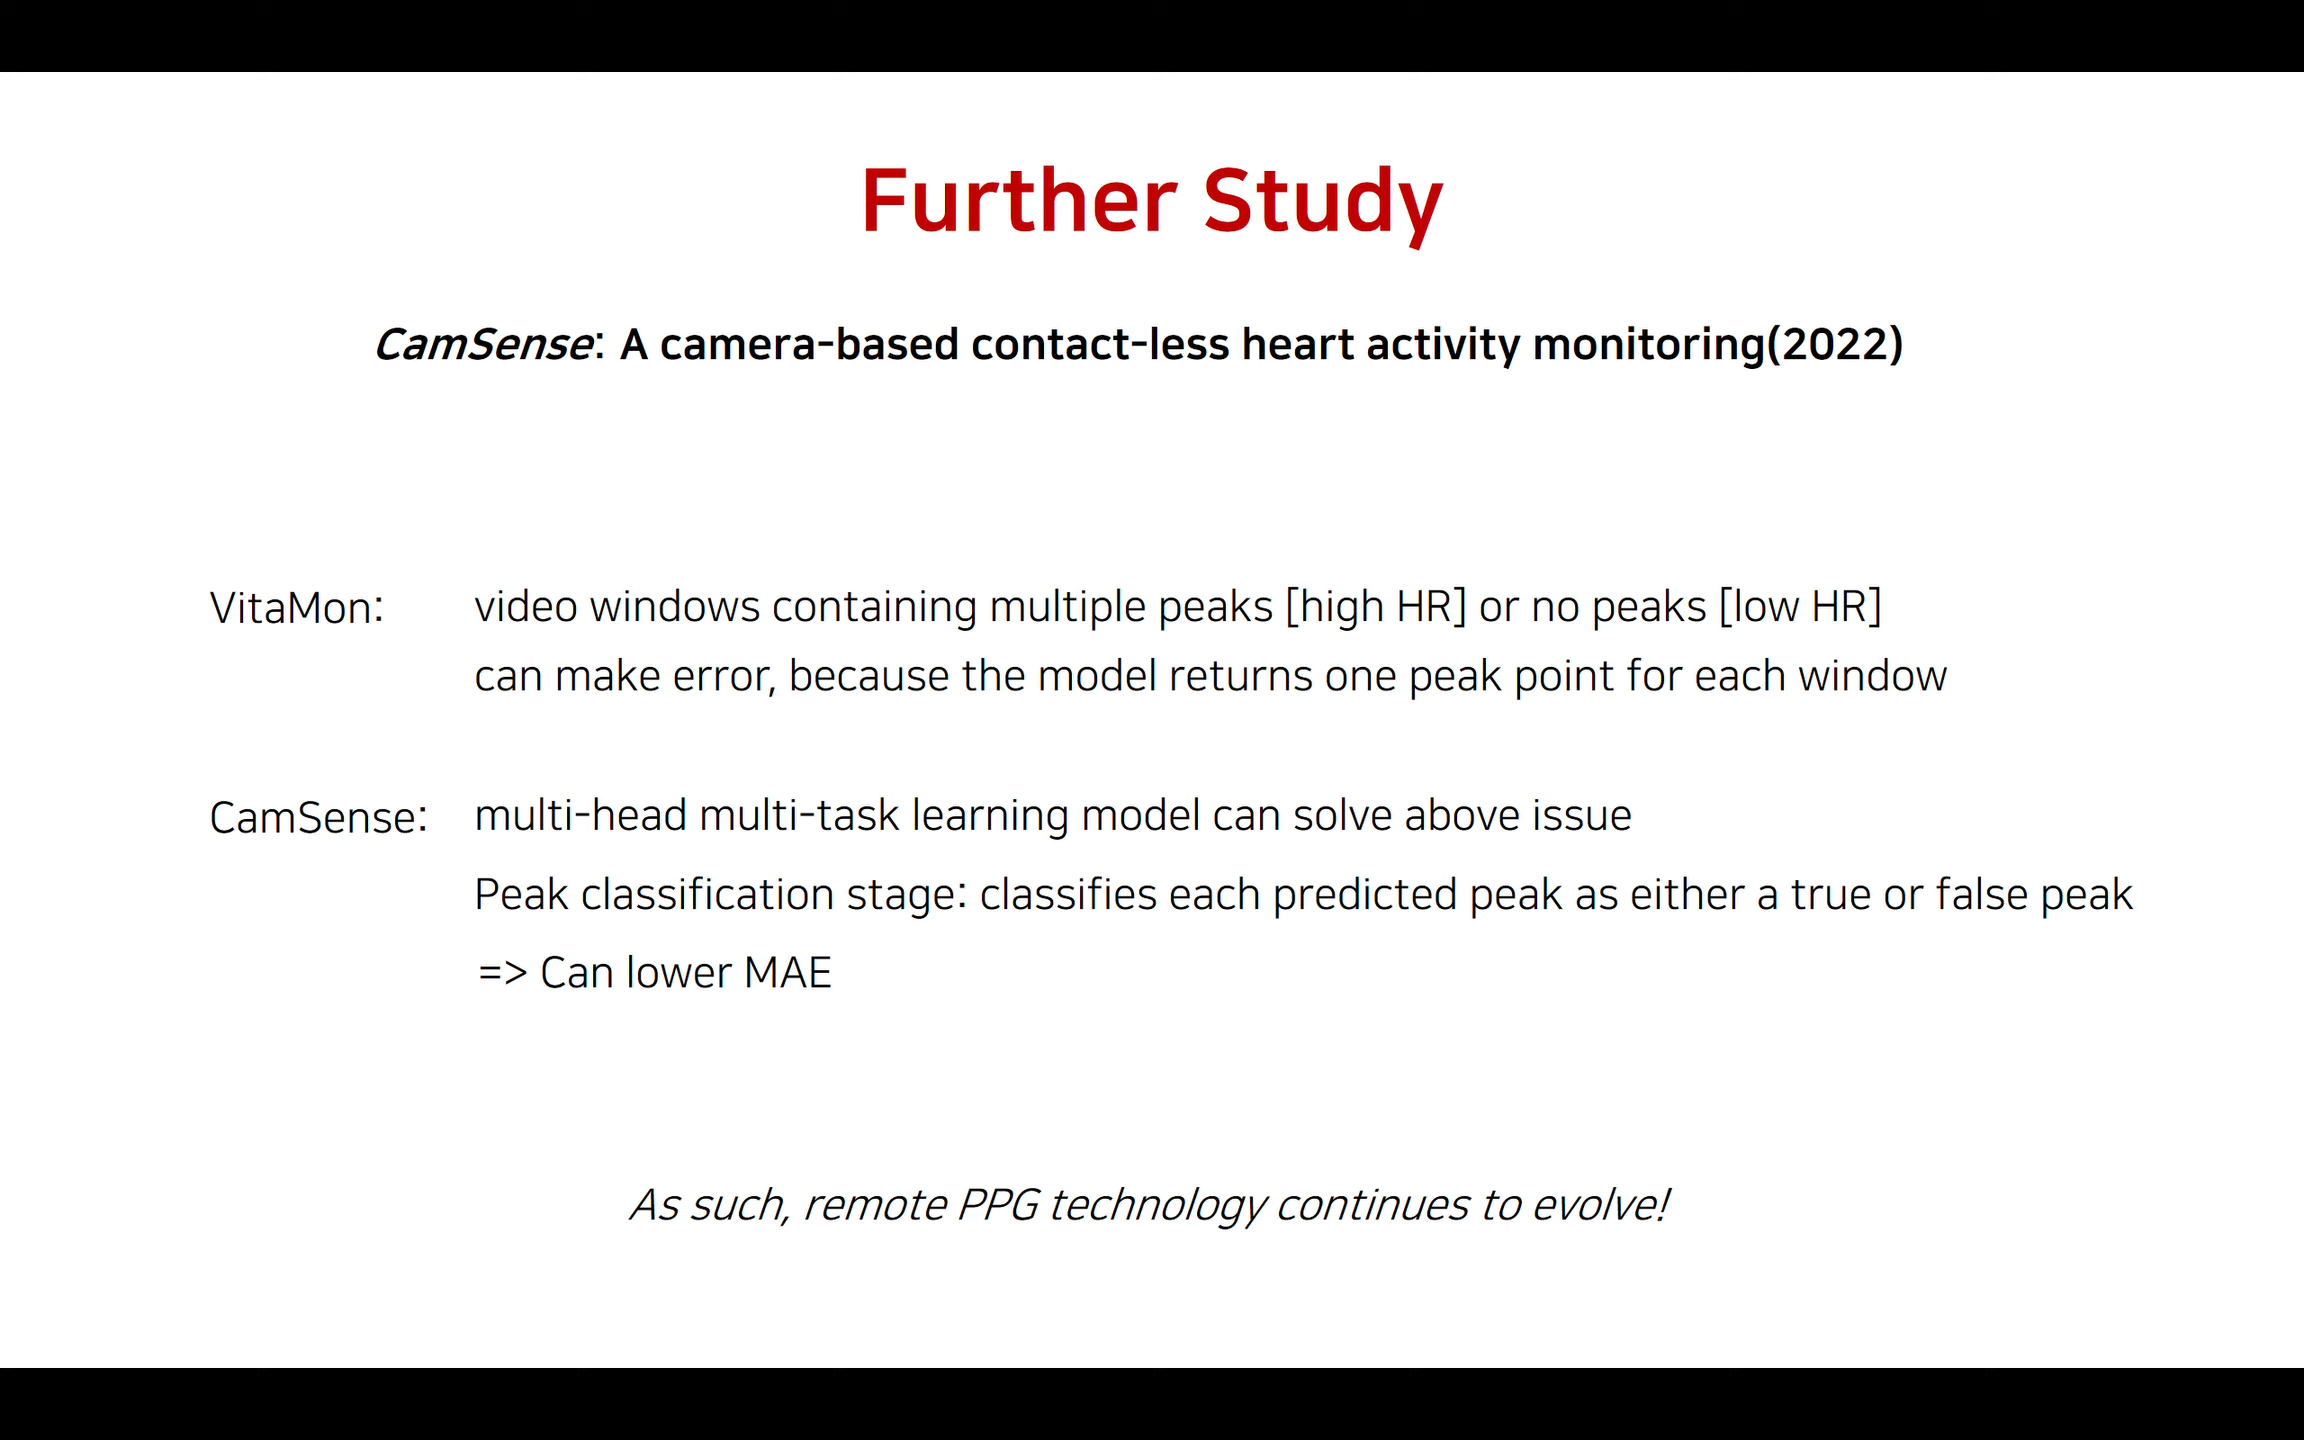 Further Study
CamSense: A camera-based contact-less heart activity monitoring(2022)
VitaMon: video windows containing multiple peaks [high HR] or no peaks [low HR]
can make error, because the model returns one peak point for each window
CamSense: multi-head multi-task learning model can solve above issue
Peak classification stage: classifies each predicted peak as either a true or false peak
=> Can lower MAE
As such, remote PPG technology continues to evolve!